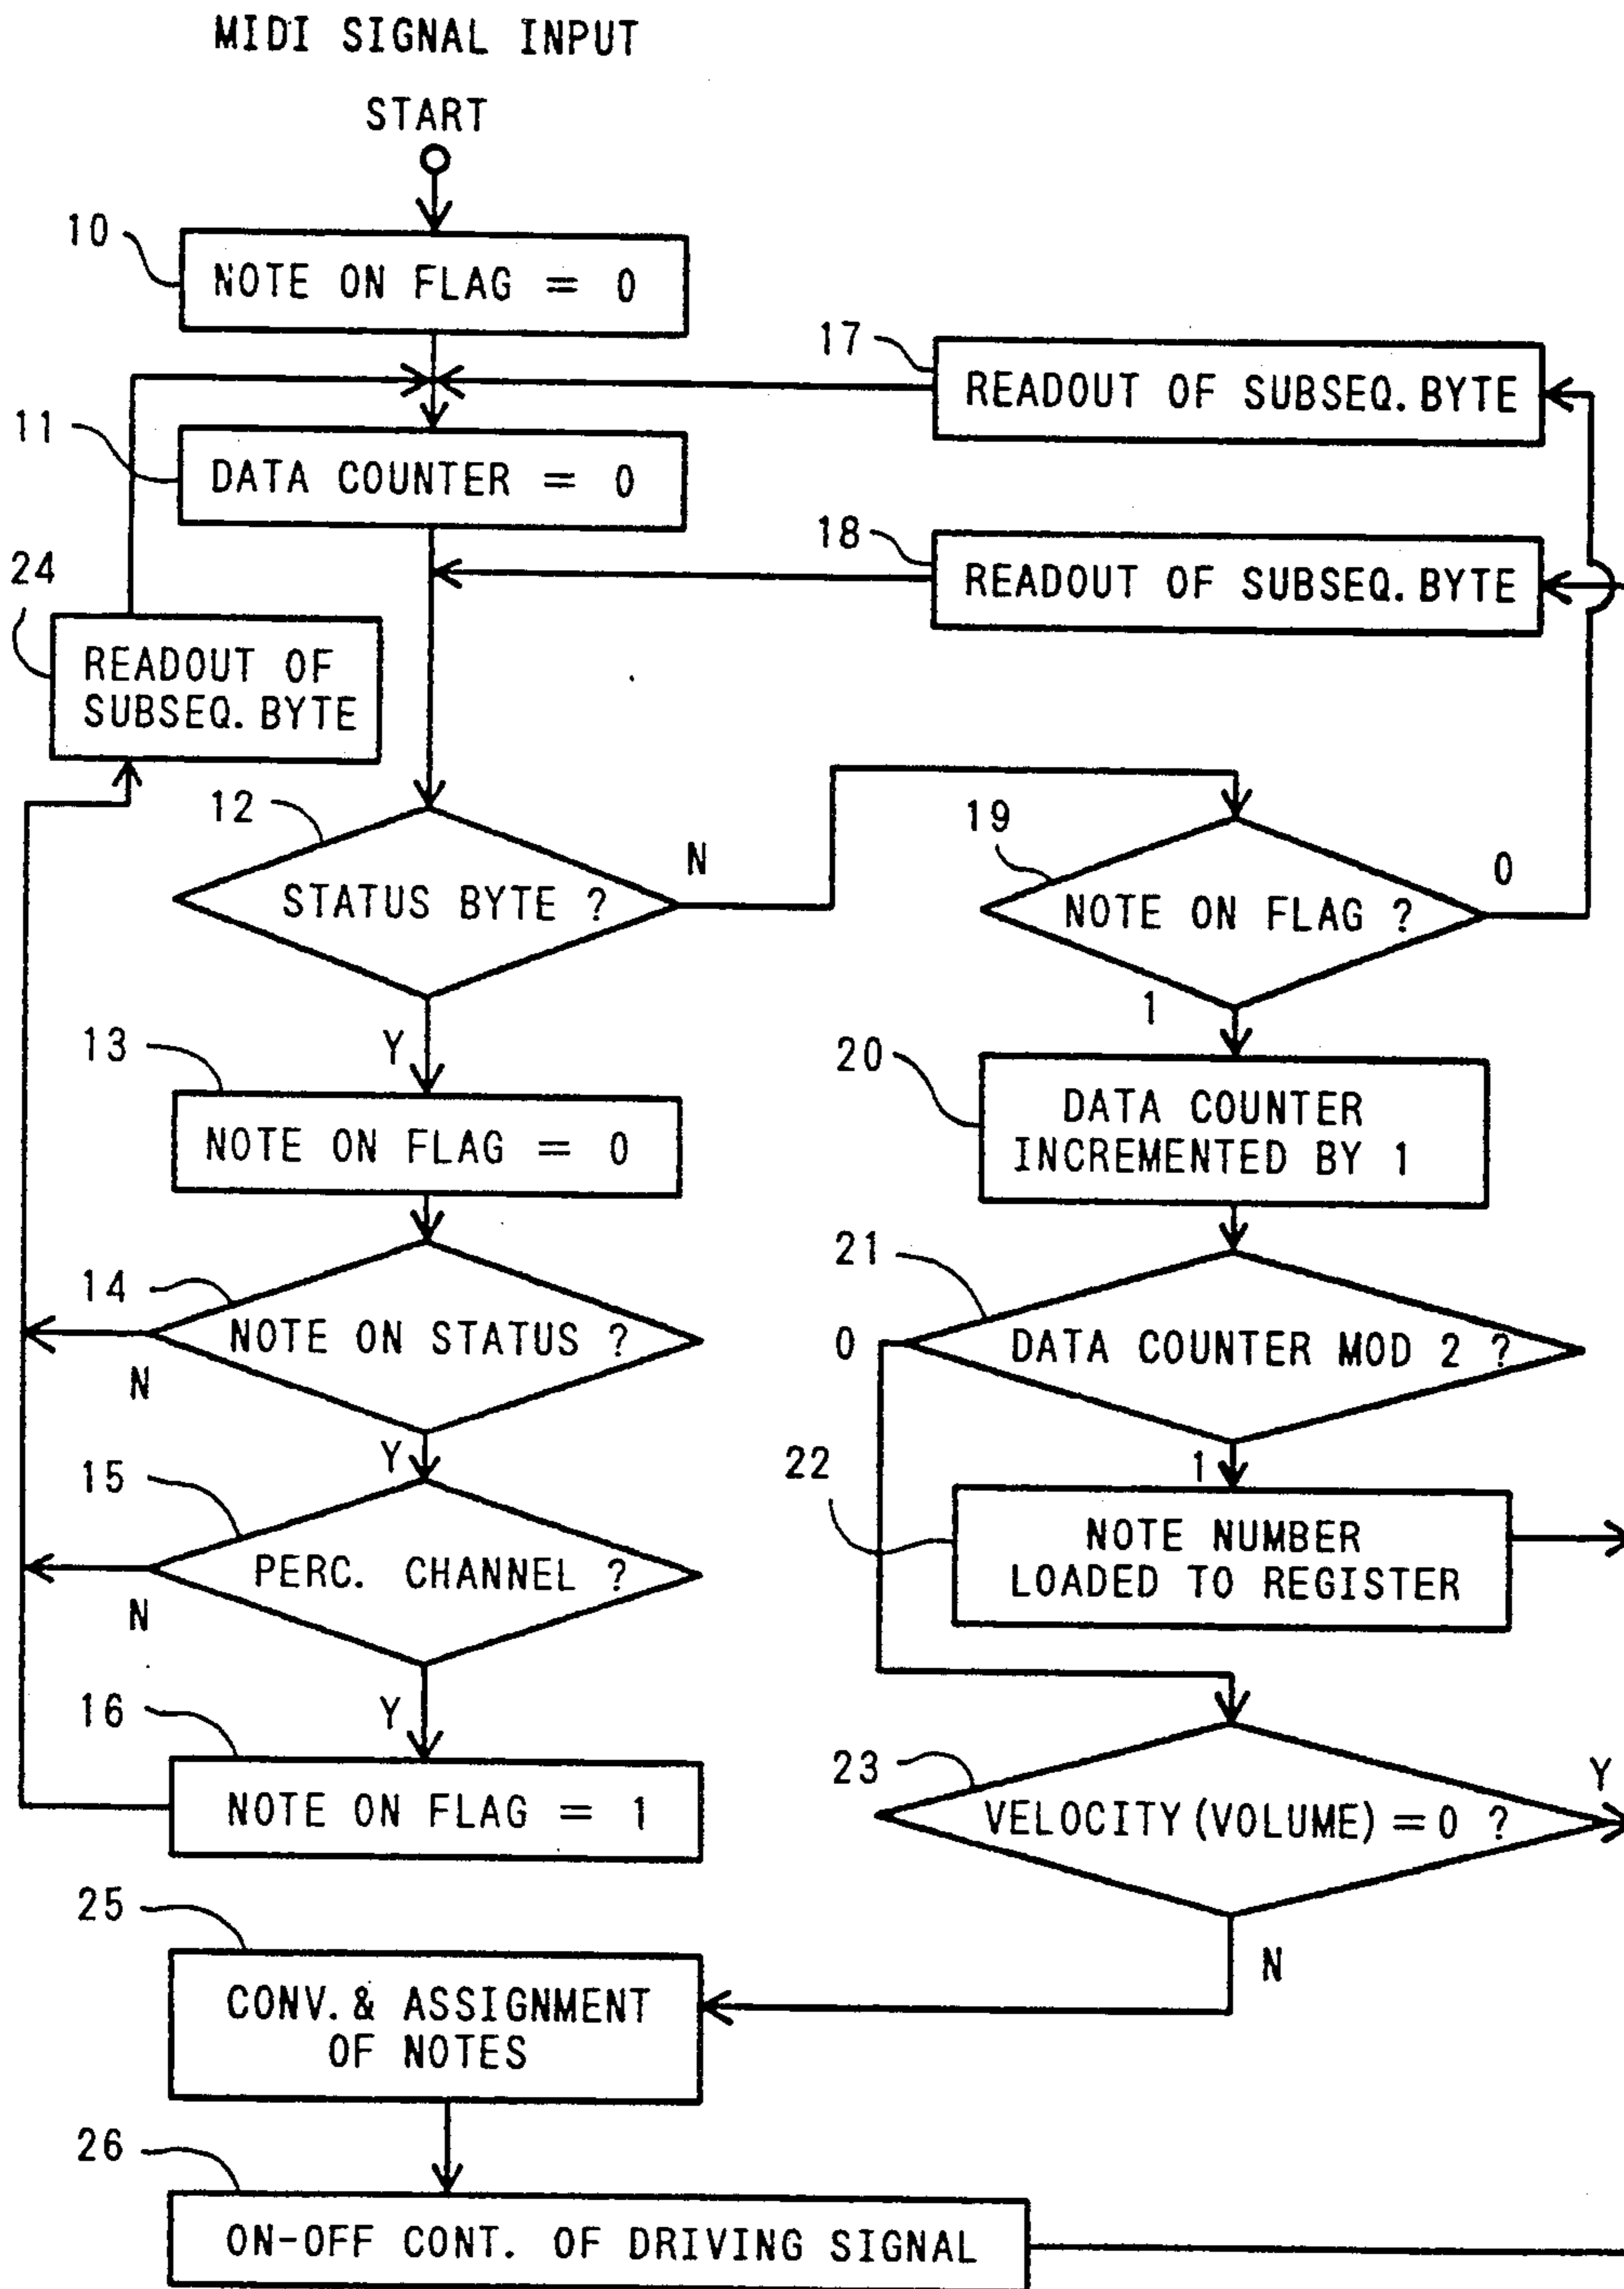 MIDI SIGNAL INPUT
START
10
NOTE ON FLAG = 0
17
READOUT OF SUBSEQ. BYTE
11
DATA COUNTER = 0
18
READOUT OF SUBSEQ. BYTE
24
READOUT OF
SUBSEQ. BYTE
12
STATUS BYTE ?
N
19
NOTE ON FLAG ?
0
1
Y
13
NOTE ON FLAG = 0
20
DATA COUNTER
INCREMENTED BY 1
14
NOTE ON STATUS ?
N
Y
21
DATA COUNTER MOD 2 ?
0
1
15
PERC. CHANNEL ?
N
Y
22
NOTE NUMBER
LOADED TO REGISTER
16
NOTE ON FLAG = 1
23
VELOCITY (VOLUME) = 0 ?
Y
N
25
CONV. & ASSIGNMENT
OF NOTES
26
ON-OFF CONT. OF DRIVING SIGNAL